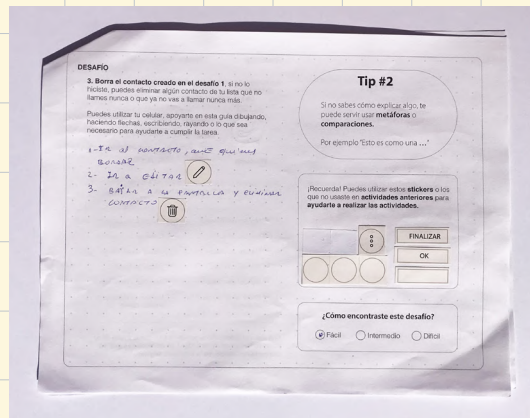 DESAFÍO
3. Borra el contacto creado en el desafío 1, si no lo
hiciste, puedes eliminar algún contacto de tu lista que no
llames nunca o que ya no vas a llamar nunca más.
Puedes utilizar tu celular, apoyarte en esta guía dibujando,
haciendo flechas, escribiendo, rayando o lo que sea
necesario para ayudarte a cumplir la tarea.
1- IR AL CONTACTO, QUE QUIERES
BORRAR
2- IR A EDITAR
3- BAJAR A LA PANTALLA Y ELIMINAR
CONTACTO
Tip #2
Si no sabes cómo explicar algo, te
puede servir usar metáforas o
comparaciones.
Por ejemplo "Esto es como una ..."
¡Recuerda! Puedes utilizar estos stickers o los
que no usaste en actividades anteriores para
ayudarte a realizar las actividades.
FINALIZAR
OK
¿Cómo encontraste este desafío?
Fácil Intermedio Difícil